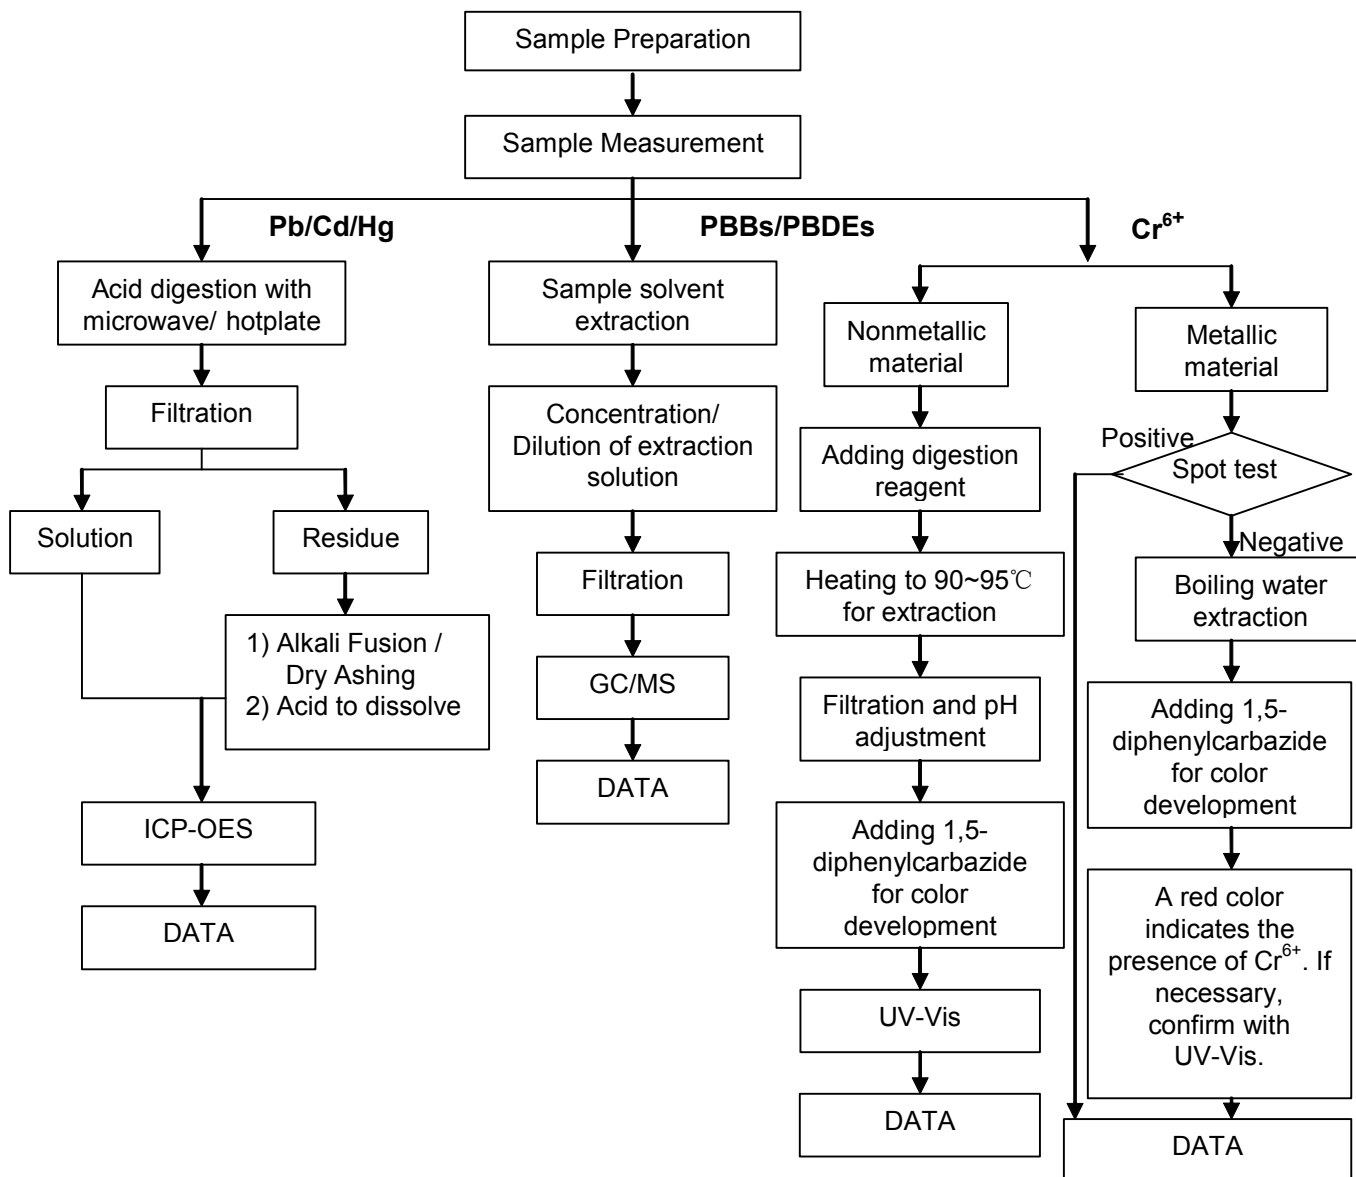 Sample Preparation
Sample Measurement
Pb/Cd/Hg
PBBs/PBDEs
Cr⁶⁺
Acid digestion with
microwave/ hotplate
Filtration
Solution
Residue
1) Alkali Fusion /
Dry Ashing
2) Acid to dissolve
ICP-OES
DATA
Sample solvent
extraction
Concentration/
Dilution of extraction
solution
Filtration
GC/MS
DATA
Nonmetallic
material
Adding digestion
reagent
Heating to 90~95℃
for extraction
Filtration and pH
adjustment
Adding 1,5-
diphenylcarbazide
for color
development
UV-Vis
DATA
Metallic
material
Positive
Spot test
Negative
Boiling water
extraction
Adding 1,5-
diphenylcarbazide
for color
development
A red color
indicates the
presence of Cr⁶⁺. If
necessary,
confirm with
UV-Vis.
DATA